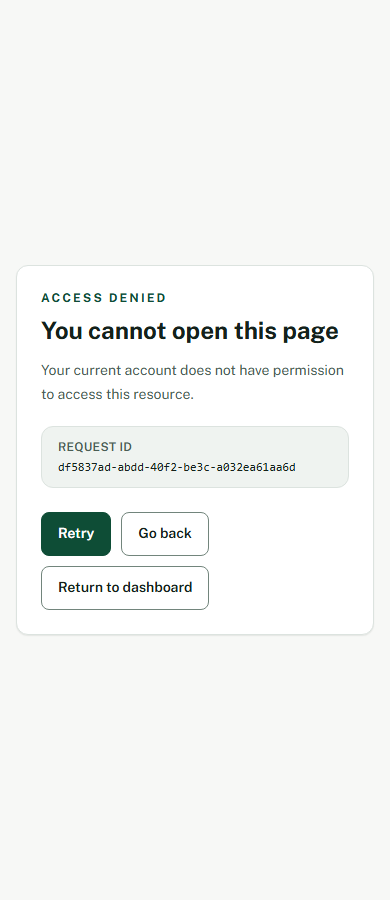 ACCESS DENIED
You cannot open this page
Your current account does not have permission
to access this resource.
REQUEST ID
df5837ad-abdd-40f2-be3c-a032ea61aa6d
Retry
Go back
Return to dashboard